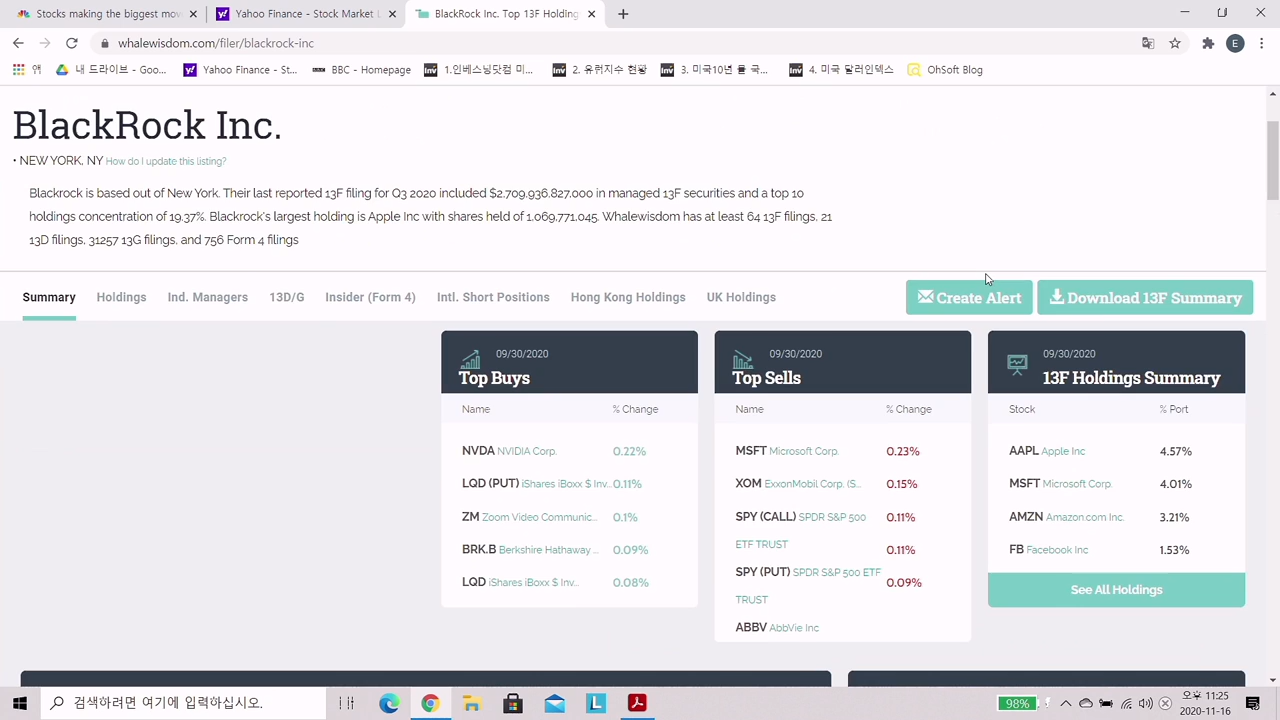 Stocks making the biggest mov
Yahoo Finance - Stock Market L
BlackRock Inc. Top 13F Holding
whalewisdom.com/filer/blackrock-inc
E
앱
내 드라이브 - Goo...
Yahoo Finance - St...
BBC - Homepage
1.인베스닝닷컴 미...
2. 유뤄지수 현황
3. 미국10년 률 국...
4. 미국 달러인덱스
OhSoft Blog
BlackRock Inc.
• NEW YORK, NY How do I update this listing?
Blackrock is based out of New York. Their last reported 13F filing for Q3 2020 included $2,709,936,827,000 in managed 13F securities and a top 10
holdings concentration of 19.37%. Blackrock's largest holding is Apple Inc with shares held of 1,069,771,045. Whalewisdom has at least 64 13F filings, 21
13D filings, 31257 13G filings, and 756 Form 4 filings
Summary Holdings Ind. Managers 13D/G Insider (Form 4) Intl. Short Positions Hong Kong Holdings UK Holdings
Create Alert
Download 13F Summary
09/30/2020
Top Buys
Name % Change
NVDA NVIDIA Corp. 0.22%
LQD (PUT) iShares iBoxx $ Inv... 0.11%
ZM Zoom Video Communic... 0.1%
BRK.B Berkshire Hathaway ... 0.09%
LQD iShares iBoxx $ Inv... 0.08%
09/30/2020
Top Sells
Name % Change
MSFT Microsoft Corp. 0.23%
XOM ExxonMobil Corp. (S... 0.15%
SPY (CALL) SPDR S&P 500 0.11%
ETF TRUST 0.11%
SPY (PUT) SPDR S&P 500 ETF 0.09%
TRUST
ABBV AbbVie Inc
09/30/2020
13F Holdings Summary
Stock % Port
AAPL Apple Inc 4.57%
MSFT Microsoft Corp. 4.01%
AMZN Amazon.com Inc. 3.21%
FB Facebook Inc 1.53%
See All Holdings
검색하려면 여기에 입력하십시오.
L
98%
오후 11:25
2020-11-16